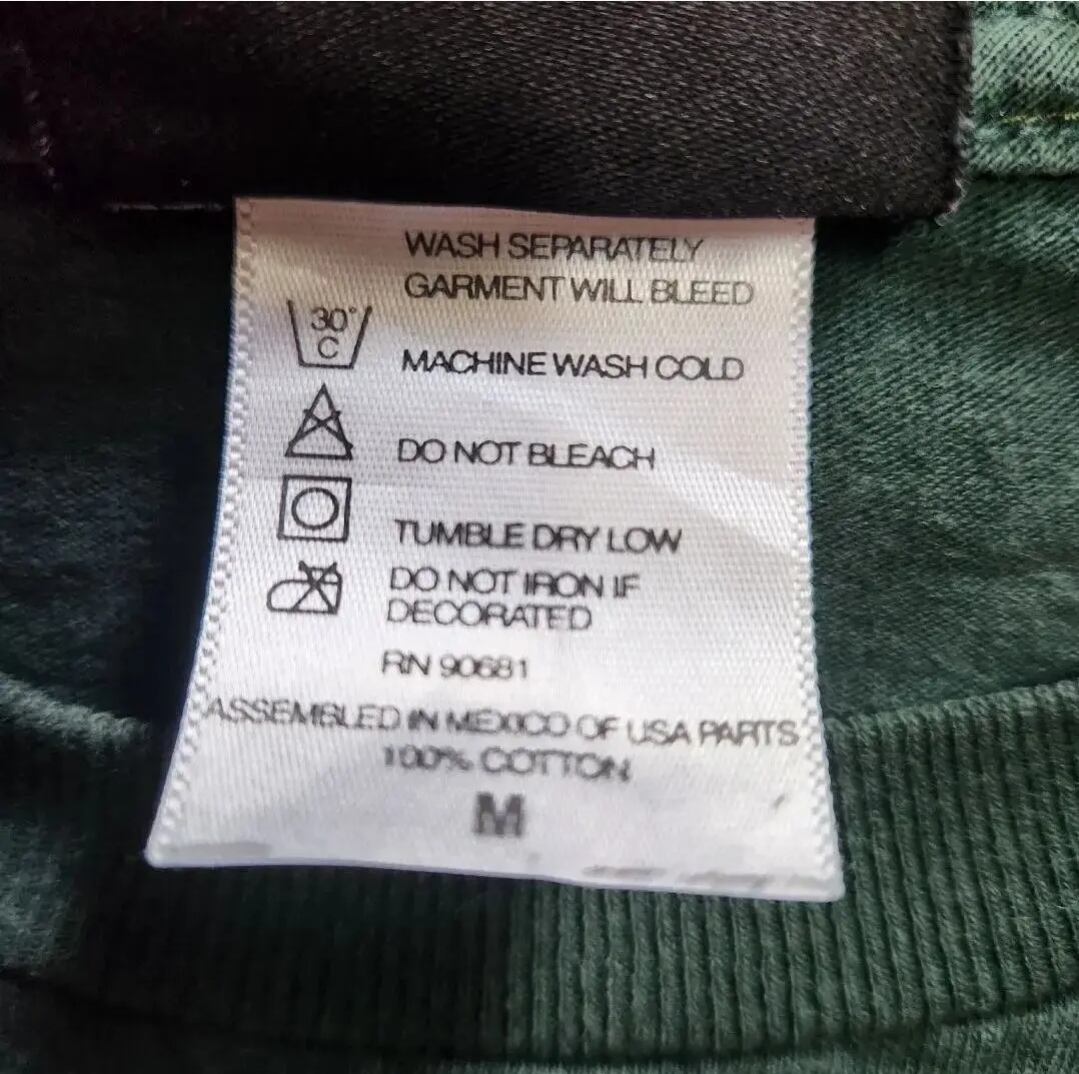 WASH SEPARATELY
GARMENT WILL BLEED
30°
C
MACHINE WASH COLD
DO NOT BLEACH
TUMBLE DRY LOW
DO NOT IRON IF
DECORATED
RN 90681
ASSEMBLED IN MEXICO OF USA PARTS
100% COTTON
M